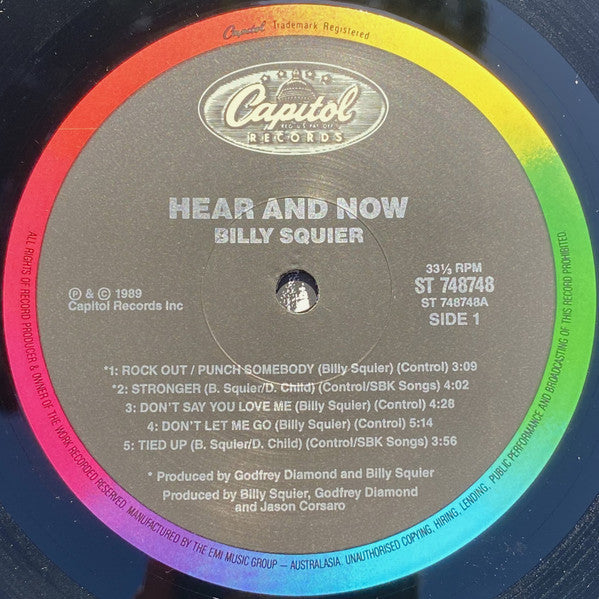 Capitol Trademark Registered
Capitol
REG. U.S. PAT. OFF.
RECORDS
HEAR AND NOW
BILLY SQUIER
33⅓ RPM
ST 748748
ST 748748A
SIDE 1
℗ & © 1989
Capitol Records Inc
*1: ROCK OUT / PUNCH SOMEBODY (Billy Squier) (Control) 3:09
*2: STRONGER (B. Squier/D. Child) (Control/SBK Songs) 4:02
3: DON'T SAY YOU LOVE ME (Billy Squier) (Control) 4:28
4: DON'T LET ME GO (Billy Squier) (Control) 5:14
5: TIED UP (B. Squier/D. Child) (Control/SBK Songs) 3:56
* Produced by Godfrey Diamond and Billy Squier
Produced by Billy Squier, Godfrey Diamond
and Jason Corsaro
ALL RIGHTS OF RECORD PRODUCER & OWNER OF THE WORK RECORDED RESERVED. MANUFACTURED BY THE EMI MUSIC GROUP – AUSTRALASIA. UNAUTHORISED COPYING, HIRING, LENDING, PUBLIC PERFORMANCE AND BROADCASTING OF THIS RECORD PROHIBITED.